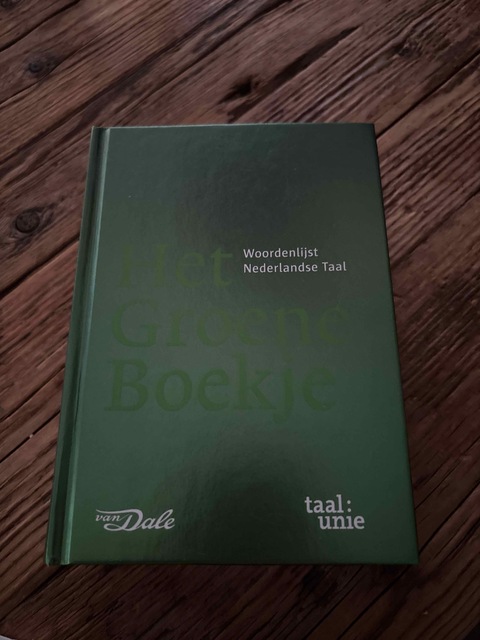 Het
Groene
Boekje
Woordenlijst
Nederlandse Taal
van Dale
taal:
unie